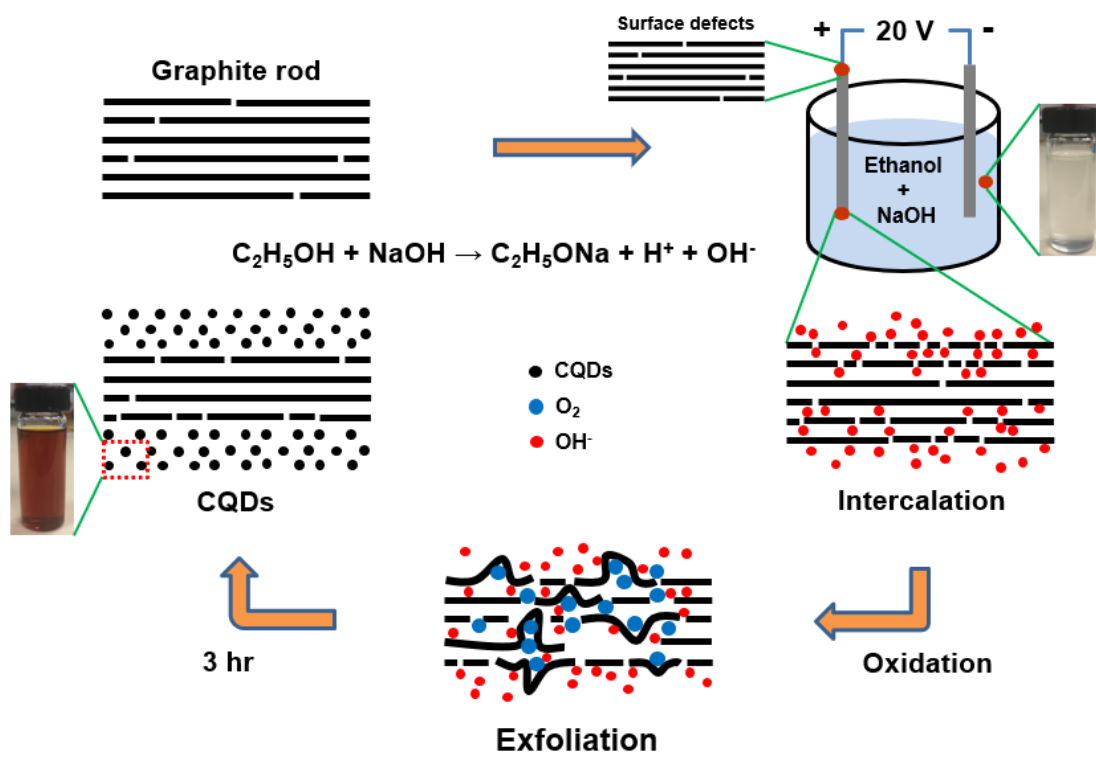 Surface defects
+ 20 V -
Graphite rod
Ethanol
+
NaOH
C₂H₅OH + NaOH → C₂H₅ONa + H⁺ + OH⁻
CQDs
O₂
OH⁻
CQDs
Intercalation
3 hr
Oxidation
Exfoliation